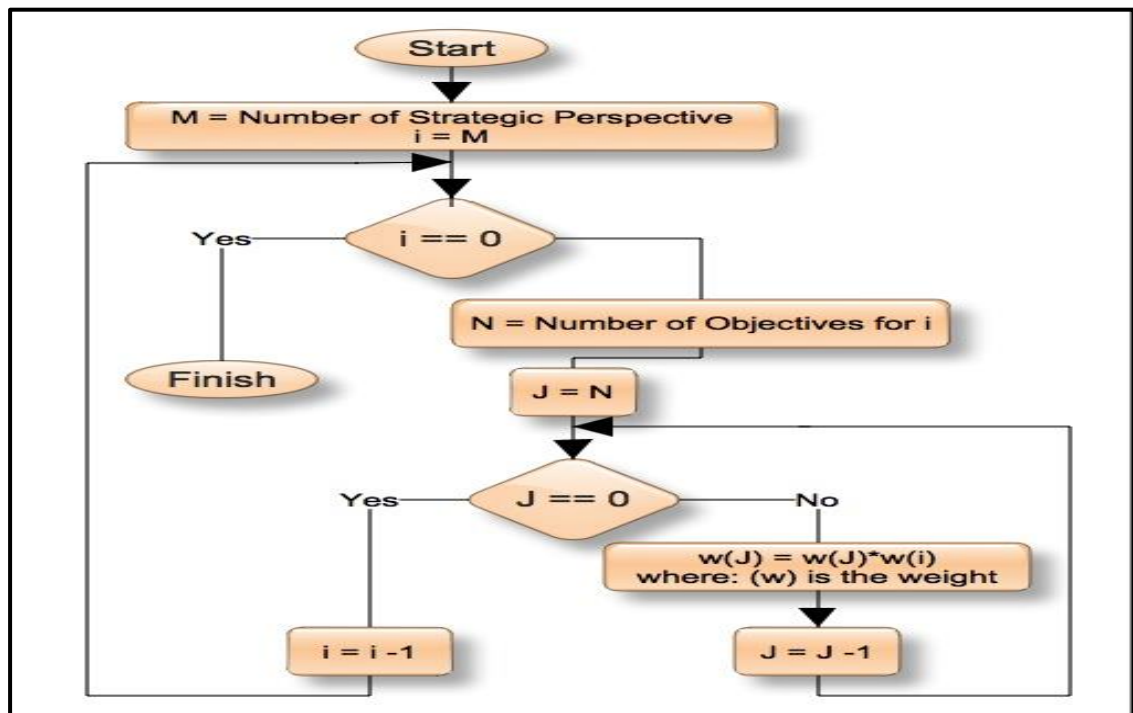 Start
M = Number of Strategic Perspective
i = M
i == 0
Yes
N = Number of Objectives for i
Finish
J = N
J == 0
Yes
No
w(J) = w(J)*w(i)
where: (w) is the weight
i = i -1
J = J -1